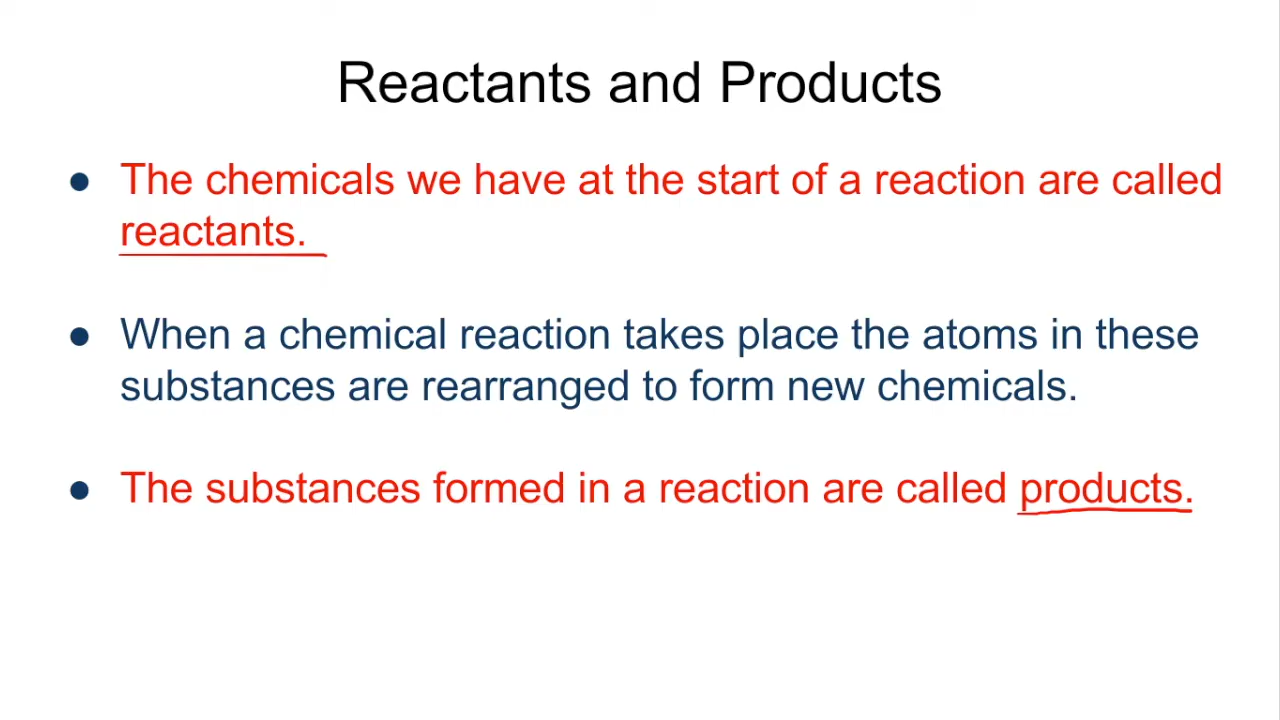 Reactants and Products
● The chemicals we have at the start of a reaction are called
reactants.
● When a chemical reaction takes place the atoms in these
substances are rearranged to form new chemicals.
● The substances formed in a reaction are called products.